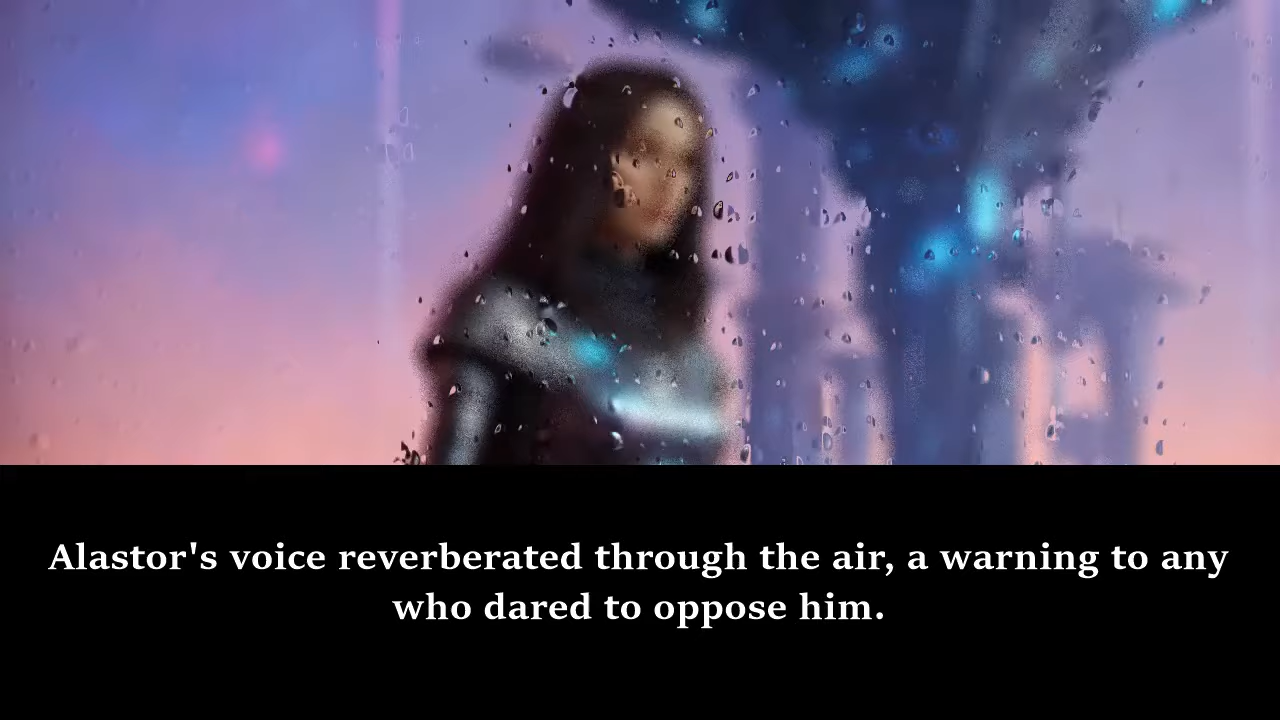 Alastor's voice reverberated through the air, a warning to any
who dared to oppose him.